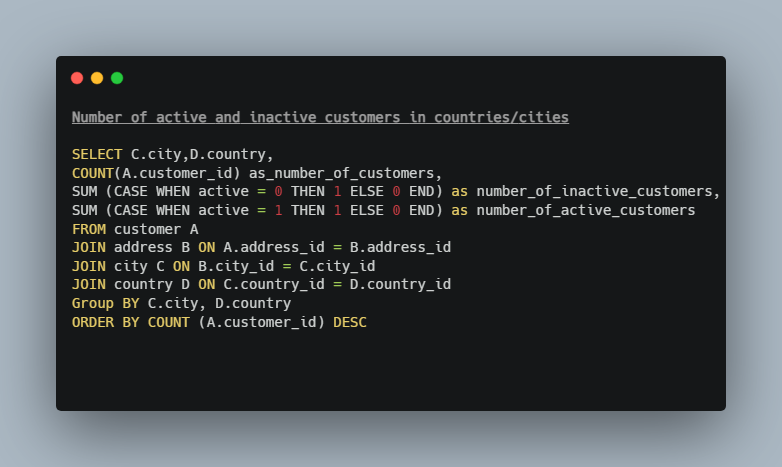 Number of active and inactive customers in countries/cities
SELECT C.city,D.country,
COUNT(A.customer_id) as_number_of_customers,
SUM (CASE WHEN active = 0 THEN 1 ELSE 0 END) as number_of_inactive_customers,
SUM (CASE WHEN active = 1 THEN 1 ELSE 0 END) as number_of_active_customers
FROM customer A
JOIN address B ON A.address_id = B.address_id
JOIN city C ON B.city_id = C.city_id
JOIN country D ON C.country_id = D.country_id
Group BY C.city, D.country
ORDER BY COUNT (A.customer_id) DESC